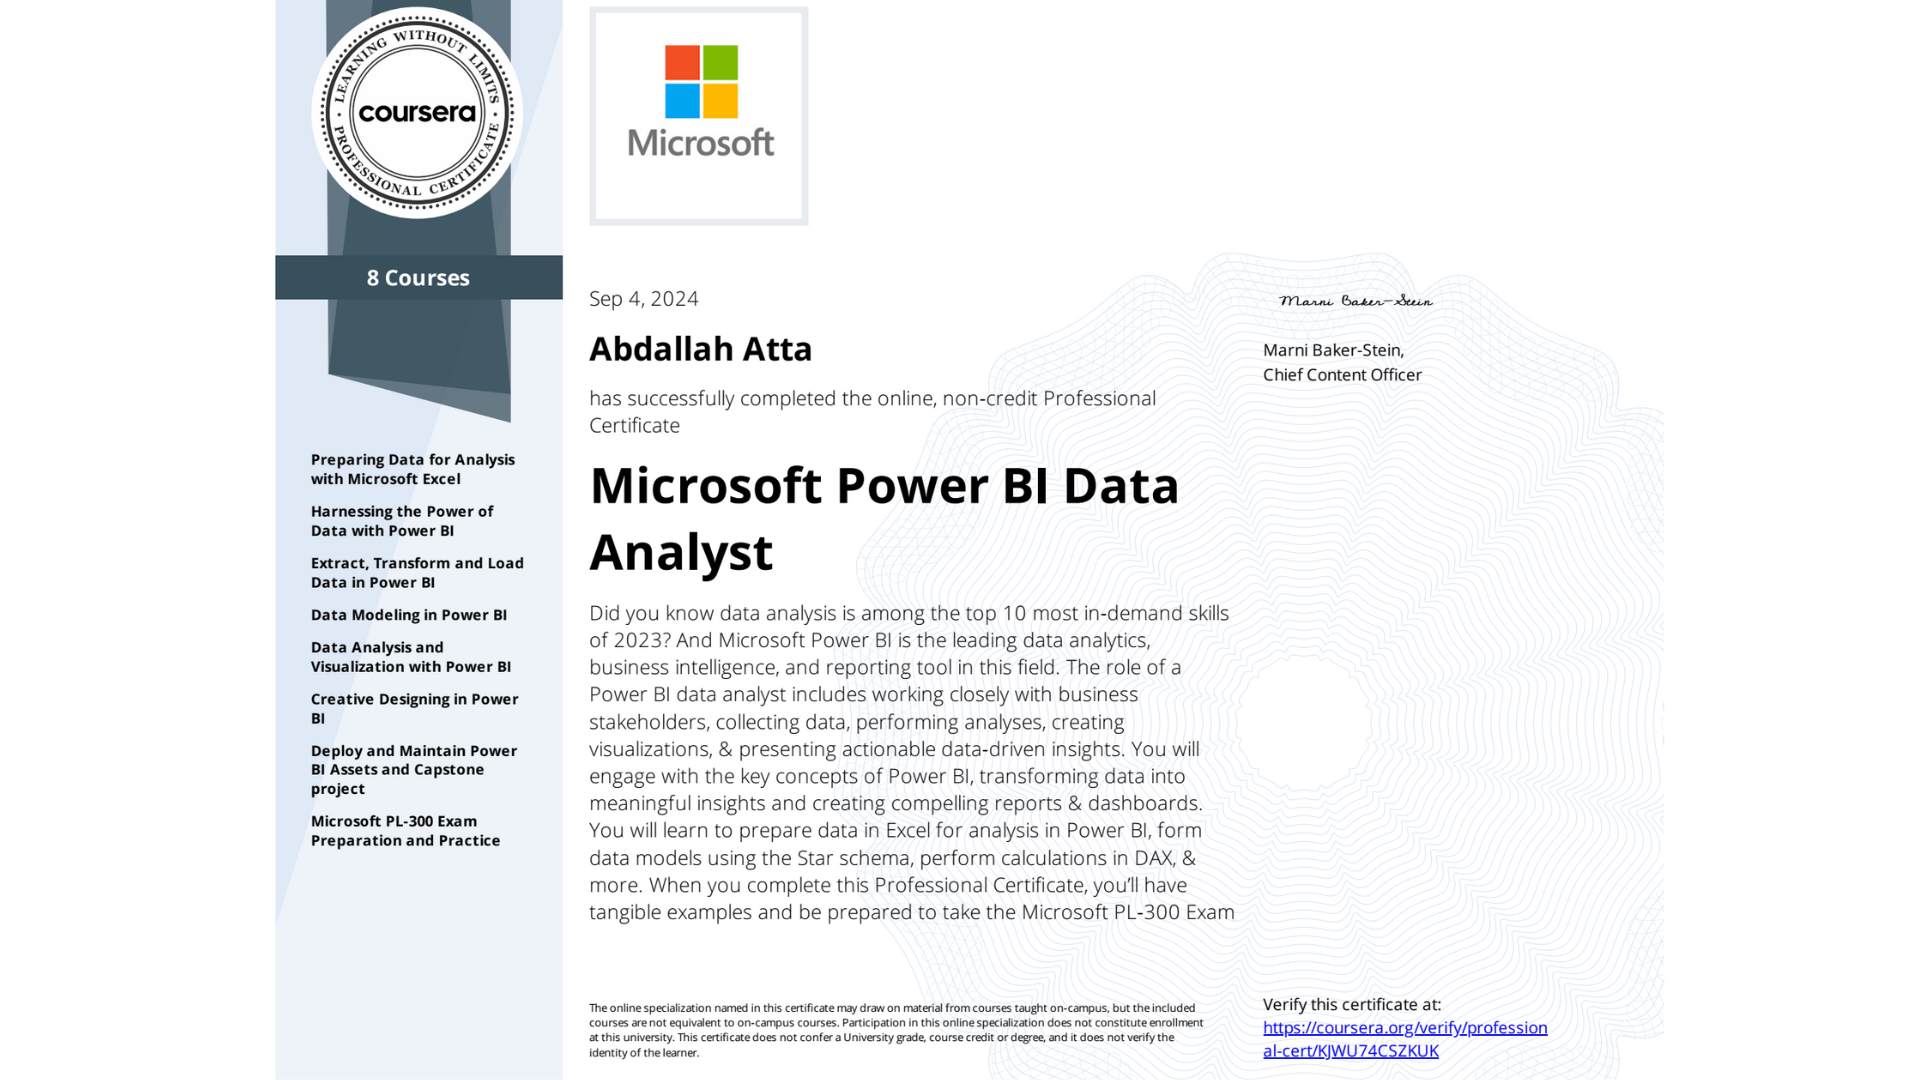 LEARNING WITHOUT LIMITS
coursera
PROFESSIONAL CERTIFICATE
8 Courses
Preparing Data for Analysis
with Microsoft Excel
Harnessing the Power of
Data with Power BI
Extract, Transform and Load
Data in Power BI
Data Modeling in Power BI
Data Analysis and
Visualization with Power BI
Creative Designing in Power
BI
Deploy and Maintain Power
BI Assets and Capstone
project
Microsoft PL-300 Exam
Preparation and Practice
Microsoft
Sep 4, 2024
Abdallah Atta
has successfully completed the online, non-credit Professional
Certificate
Microsoft Power BI Data
Analyst
Did you know data analysis is among the top 10 most in-demand skills
of 2023? And Microsoft Power BI is the leading data analytics,
business intelligence, and reporting tool in this field. The role of a
Power BI data analyst includes working closely with business
stakeholders, collecting data, performing analyses, creating
visualizations, & presenting actionable data-driven insights. You will
engage with the key concepts of Power BI, transforming data into
meaningful insights and creating compelling reports & dashboards.
You will learn to prepare data in Excel for analysis in Power BI, form
data models using the Star schema, perform calculations in DAX, &
more. When you complete this Professional Certificate, you’ll have
tangible examples and be prepared to take the Microsoft PL-300 Exam
The online specialization named in this certificate may draw on material from courses taught on-campus, but the included
courses are not equivalent to on-campus courses. Participation in this online specialization does not constitute enrollment
at this university. This certificate does not confer a University grade, course credit or degree, and it does not verify the
identity of the learner.
Marni Baker-Stein
Marni Baker-Stein,
Chief Content Officer
Verify this certificate at:
https://coursera.org/verify/profession
al-cert/KJWU74CSZKUK